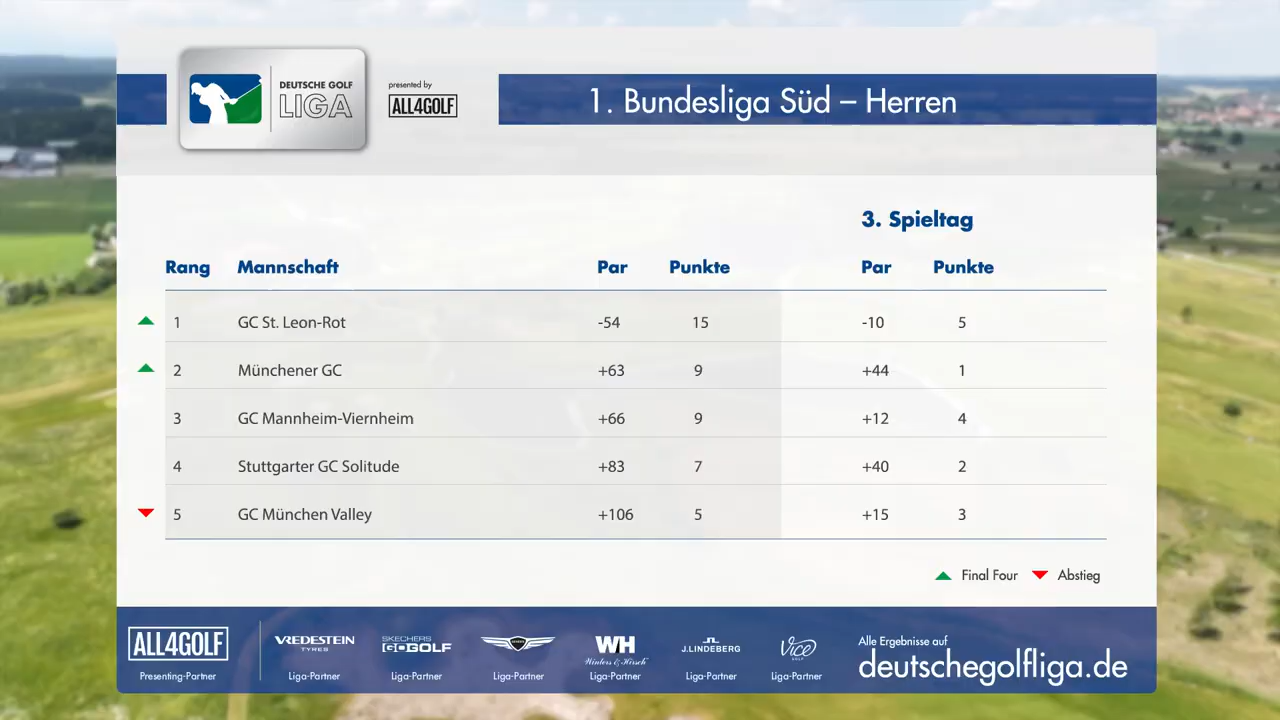 DEUTSCHE GOLF
LIGA
presented by
ALL4GOLF
1. Bundesliga Süd – Herren
3. Spieltag
Rang Mannschaft Par Punkte Par Punkte
1 GC St. Leon-Rot -54 15 -10 5
2 Münchener GC +63 9 +44 1
3 GC Mannheim-Viernheim +66 9 +12 4
4 Stuttgarter GC Solitude +83 7 +40 2
5 GC München Valley +106 5 +15 3
Final Four Abstieg
ALL4GOLF
Presenting-Partner
VREDESTEIN
TYRES
Liga-Partner
SKECHERS
GO GOLF
Liga-Partner
Liga-Partner
WH
Winters & Hirsch
Liga-Partner
J.LINDEBERG
Liga-Partner
Vice
GOLF
Liga-Partner
Alle Ergebnisse auf
deutschegolfliga.de